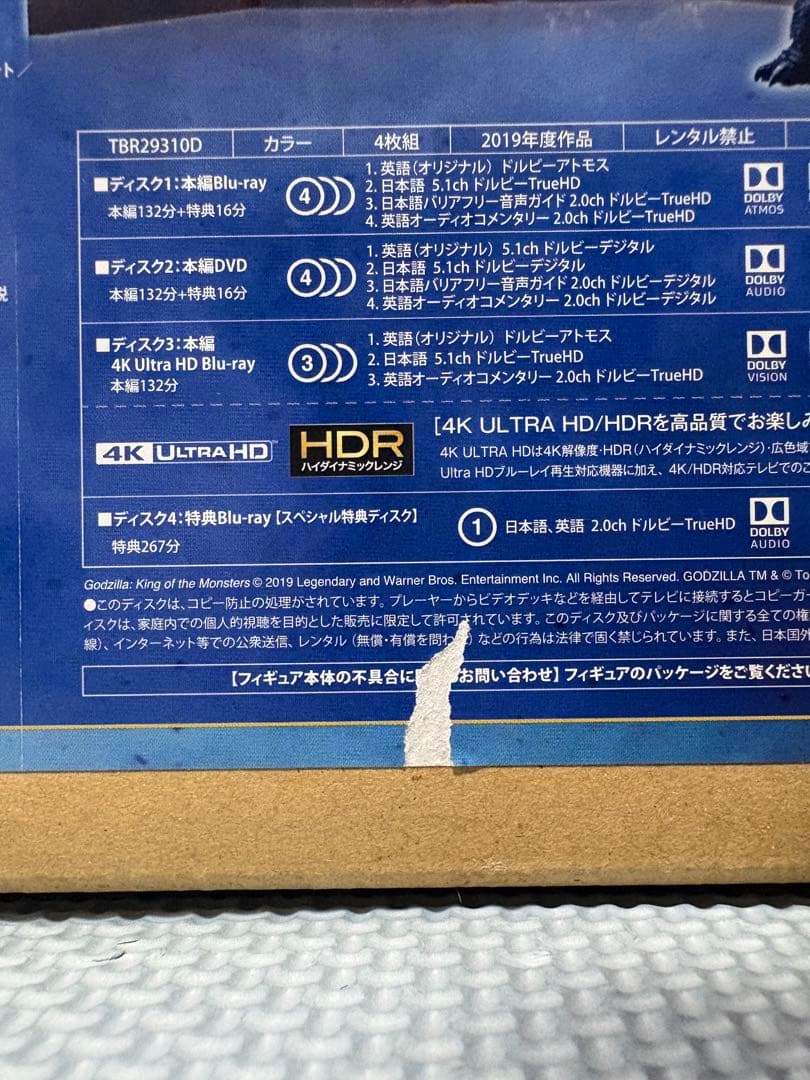 ト
TBR29310D カラー 4枚組 2019年度作品 レンタル禁止
■ディスク1:本編Blu-ray
本編132分+特典16分
4
1. 英語(オリジナル) ドルビーアトモス
2. 日本語 5.1ch ドルビーTrueHD
3. 日本語バリアフリー音声ガイド 2.0ch ドルビーTrueHD
4. 英語オーディオコメンタリー 2.0ch ドルビーTrueHD
DOLBY
ATMOS
■ディスク2:本編DVD
本編132分+特典16分
4
1. 英語(オリジナル) 5.1ch ドルビーデジタル
2. 日本語 5.1ch ドルビーデジタル
3. 日本語バリアフリー音声ガイド 2.0ch ドルビーデジタル
4. 英語オーディオコメンタリー 2.0ch ドルビーデジタル
DOLBY
AUDIO
■ディスク3:本編
4K Ultra HD Blu-ray
本編132分
3
1. 英語(オリジナル) ドルビーアトモス
2. 日本語 5.1ch ドルビーTrueHD
3. 英語オーディオコメンタリー 2.0ch ドルビーTrueHD
DOLBY
VISION
4K ULTRA HD
HDR
ハイダイナミックレンジ
[4K ULTRA HD/HDRを高品質でお楽しみ
4K ULTRA HDは4K解像度・HDR(ハイダイナミックレンジ)・広色域
Ultra HDブルーレイ再生対応機器に加え、4K/HDR対応テレビでのご
■ディスク4:特典Blu-ray【スペシャル特典ディスク】
特典267分
1
日本語、英語 2.0ch ドルビーTrueHD
DOLBY
AUDIO
Godzilla: King of the Monsters © 2019 Legendary and Warner Bros. Entertainment Inc. All Rights Reserved. GODZILLA TM & © To
●このディスクは、コピー防止の処理がされています。プレーヤーからビデオデッキなどを経由してテレビに接続するとコピーガー
ィスクは、家庭内での個人的視聴を目的とした販売に限定して許可されています。このディスク及びパッケージに関する全ての権
線)、インターネット等での公衆送信、レンタル(無償・有償を問わ)などの行為は法律で固く禁じられています。また、日本国外
【フィギュア本体の不具合に お問い合わせ】フィギュアのパッケージをご覧ください